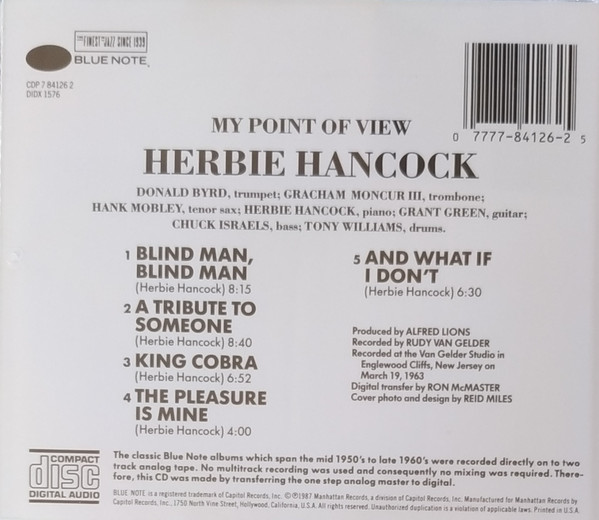 THE FINEST IN JAZZ SINCE 1939
BLUE NOTE
CDP 7 84126 2
DIDX 1576
0 7777-84126-2 5
MY POINT OF VIEW
HERBIE HANCOCK
DONALD BYRD, trumpet; GRACHAM MONCUR III, trombone;
HANK MOBLEY, tenor sax; HERBIE HANCOCK, piano; GRANT GREEN, guitar;
CHUCK ISRAELS, bass; TONY WILLIAMS, drums.
1 BLIND MAN,
BLIND MAN
(Herbie Hancock) 8:15
2 A TRIBUTE TO
SOMEONE
(Herbie Hancock) 8:40
3 KING COBRA
(Herbie Hancock) 6:52
4 THE PLEASURE
IS MINE
(Herbie Hancock) 4:00
5 AND WHAT IF
I DON'T
(Herbie Hancock) 6:30
Produced by ALFRED LIONS
Recorded by RUDY VAN GELDER
Recorded at the Van Gelder Studio in
Englewood Cliffs, New Jersey on
March 19, 1963
Digital transfer by RON McMASTER
Cover photo and design by REID MILES
COMPACT
disc
DIGITAL AUDIO
The classic Blue Note albums which span the mid 1950's to late 1960's were recorded directly on to two
track analog tape. No multitrack recording was used and consequently no mixing was required. There-
fore, this CD was made by transferring the one step analog master to digital.
BLUE NOTE is a registered trademark of Capitol Records, Inc. ©℗1987 Manhattan Records, a division of Capitol Records, Inc. Manufactured for Manhattan Records by
Capitol Records, Inc., 1750 North Vine Street, Hollywood, California, U.S.A. All Rights Reserved. Unauthorized duplication is a violation of applicable laws. Printed in U.S.A.